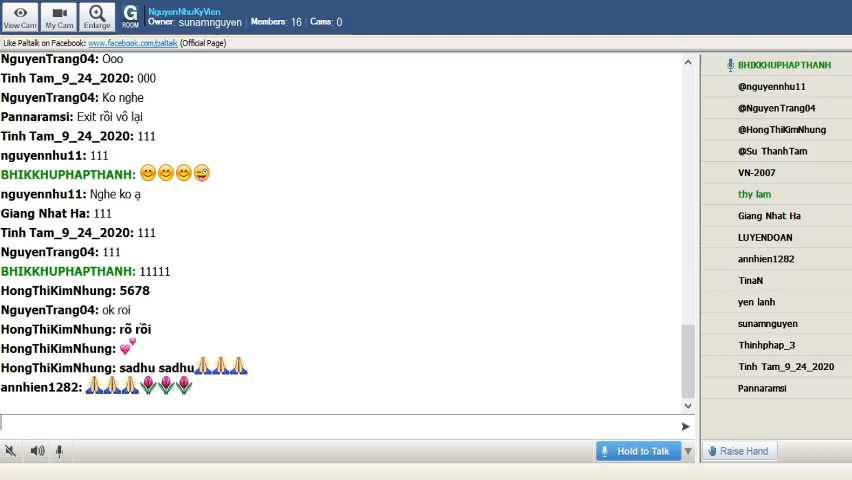 View Cam
My Cam
Enlarge
G
ROOM
NguyenNhuKyVien
Owner: sunamnguyen Members: 16 Cams: 0
Like Paltalk on Facebook: www.facebook.com/paltalk (Official Page)
NguyenTrang04: Ooo
Tinh Tam_9_24_2020: 000
NguyenTrang04: Ko nghe
Pannaramsi: Exit rồi vô lại
Tinh Tam_9_24_2020: 111
nguyennhu11: 111
BHIKKHUPHAPTHANH:
nguyennhu11: Nghe ko ạ
Giang Nhat Ha: 111
Tinh Tam_9_24_2020: 111
NguyenTrang04: 111
BHIKKHUPHAPTHANH: 11111
HongThiKimNhung: 5678
NguyenTrang04: ok roi
HongThiKimNhung: rõ rồi
HongThiKimNhung:
HongThiKimNhung: sadhu sadhu
annhien1282:
Hold to Talk
BHIKKHUPHAPTHANH
@nguyennhu11
@NguyenTrang04
@HongThiKimNhung
@Su ThanhTam
VN-2007
thy lam
Giang Nhat Ha
LUYENDOAN
annhien1282
TinaN
yen lanh
sunamnguyen
Thinhphap_3
Tinh Tam_9_24_2020
Pannaramsi
Raise Hand